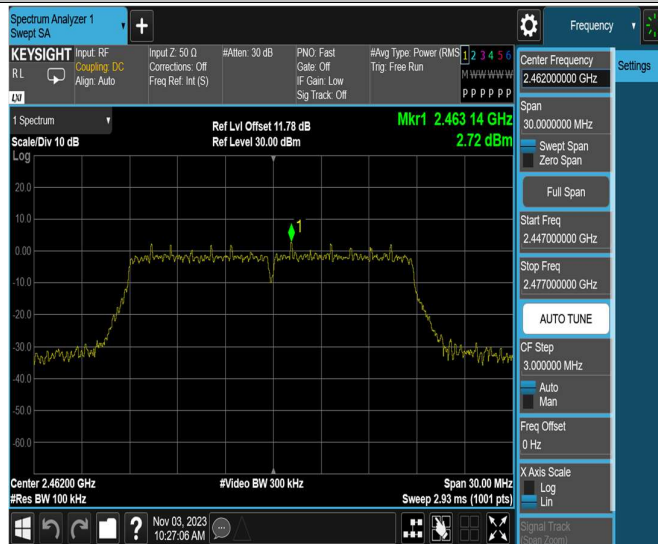 Spectrum Analyzer 1
Swept SA
Frequency
KEYSIGHT
RL
LXI
Input: RF
Coupling: DC
Align: Auto
Input Z: 50 Ω
Corrections: Off
Freq Ref: Int (S)
#Atten: 30 dB
PNO: Fast
Gate: Off
IF Gain: Low
Sig Track: Off
#Avg Type: Power (RMS
Trig: Free Run
1 2 3 4 5 6
M W W W W W
P P P P P P
1 Spectrum
Scale/Div 10 dB
Ref Lvl Offset 11.78 dB
Ref Level 30.00 dBm
Mkr1 2.463 14 GHz
2.72 dBm
Log
20.0
10.0
0.00
-10.0
-20.0
-30.0
-40.0
-50.0
-60.0
1
Center 2.46200 GHz
#Res BW 100 kHz
#Video BW 300 kHz
Span 30.00 MHz
Sweep 2.93 ms (1001 pts)
Nov 03, 2023
10:27:06 AM
Center Frequency
2.462000000 GHz
Settings
Span
30.0000000 MHz
Swept Span
Zero Span
Full Span
Start Freq
2.447000000 GHz
Stop Freq
2.477000000 GHz
AUTO TUNE
CF Step
3.000000 MHz
Auto
Man
Freq Offset
0 Hz
X Axis Scale
Log
Lin
Signal Track
(Span Zoom)